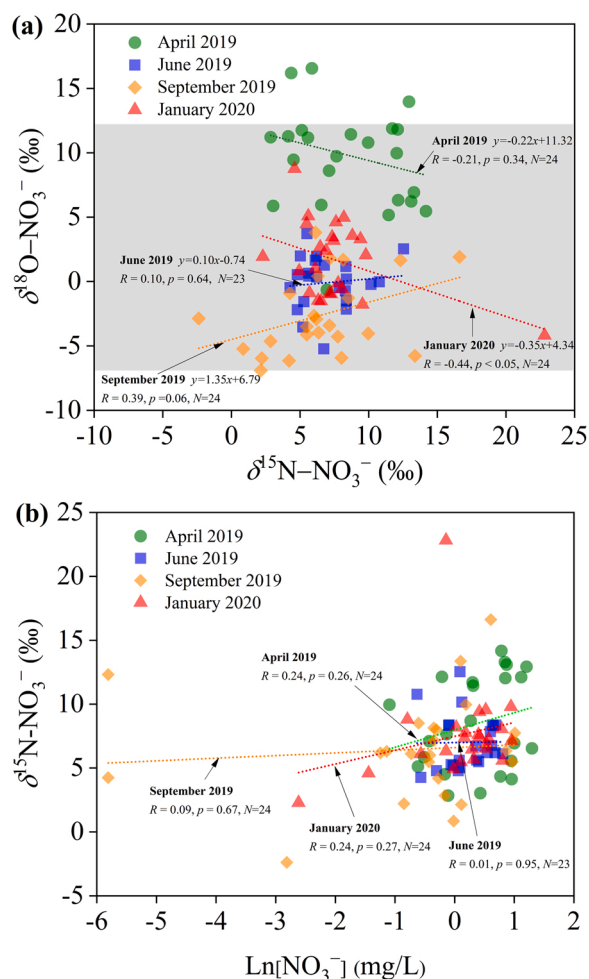 (a)
April 2019
June 2019
September 2019
January 2020
δ¹⁸O–NO₃⁻ (‰)
25
20
15
10
5
0
-5
-10
April 2019 y=-0.22x+11.32
R = -0.21, p = 0.34, N=24
June 2019 y=0.10x-0.74
R = 0.10, p = 0.64, N=23
January 2020 y=-0.35x+4.34
R = -0.44, p < 0.05, N=24
September 2019 y=1.35x+6.79
R = 0.39, p =0.06, N=24
-10 -5 0 5 10 15 20 25
δ¹⁵N–NO₃⁻ (‰)
(b)
April 2019
June 2019
September 2019
January 2020
δ¹⁵N-NO₃⁻ (‰)
25
20
15
10
5
0
-5
April 2019
R = 0.24, p = 0.26, N=24
September 2019
R = 0.09, p = 0.67, N=24
January 2020
R = 0.24, p = 0.27, N=24
June 2019
R = 0.01, p = 0.95, N=23
-6 -5 -4 -3 -2 -1 0 1 2
Ln[NO₃⁻] (mg/L)